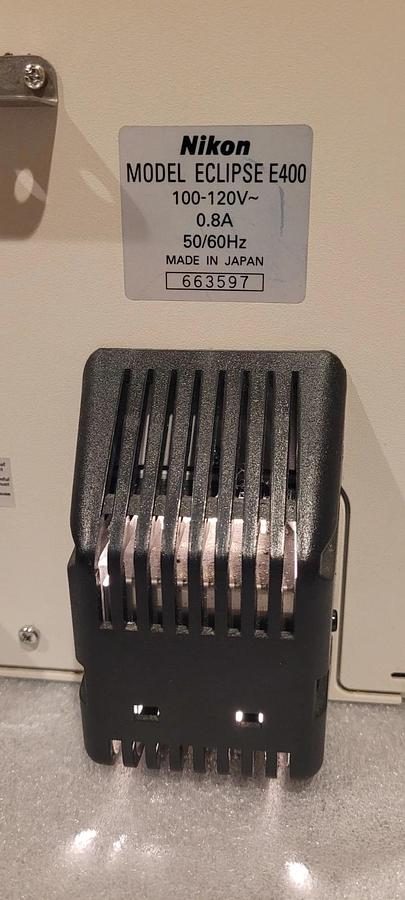 Nikon
MODEL ECLIPSE E400
100-120V~
0.8A
50/60Hz
MADE IN JAPAN
663597